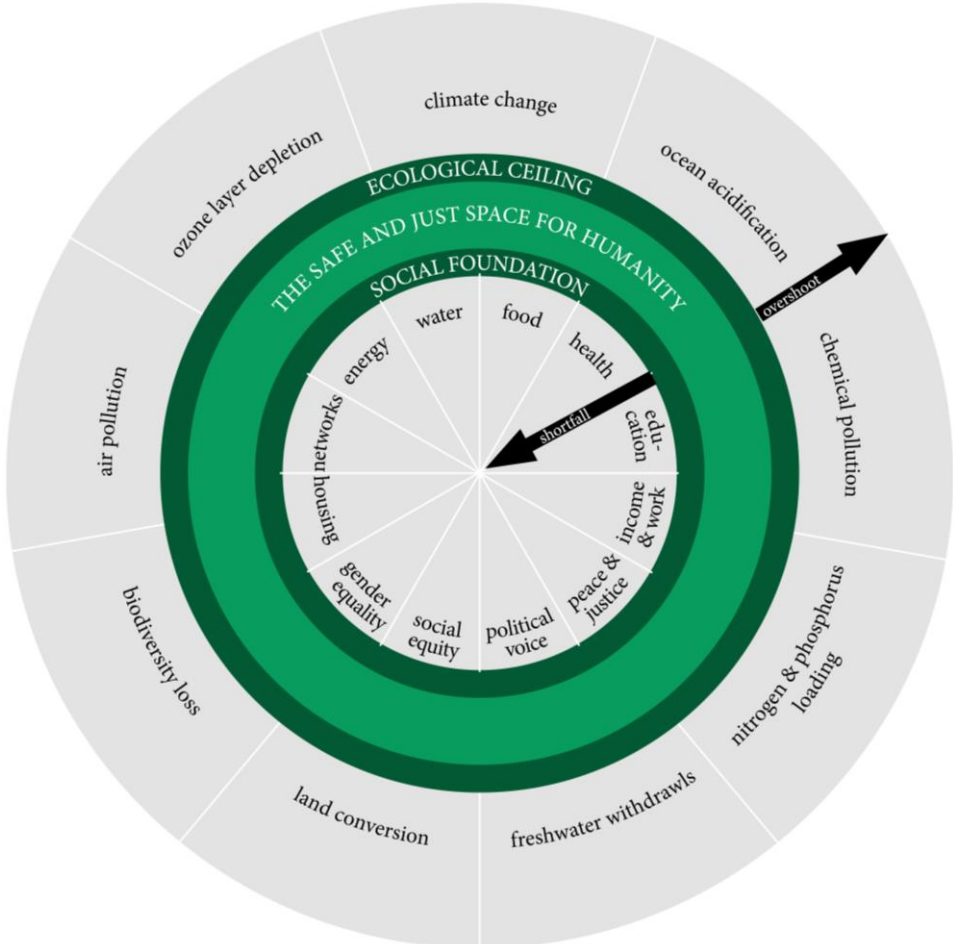 climate change
ozone layer depletion
ocean acidification
ECOLOGICAL CEILING
THE SAFE AND JUST SPACE FOR HUMANITY
SOCIAL FOUNDATION
overshoot
water
food
energy
health
shortfall
air pollution
networks
edu-
cation
chemical pollution
housing
income
& work
gender
equality
social
equity
political
voice
peace &
justice
biodiversity loss
nitrogen & phosphorus
loading
land conversion
freshwater withdrawls